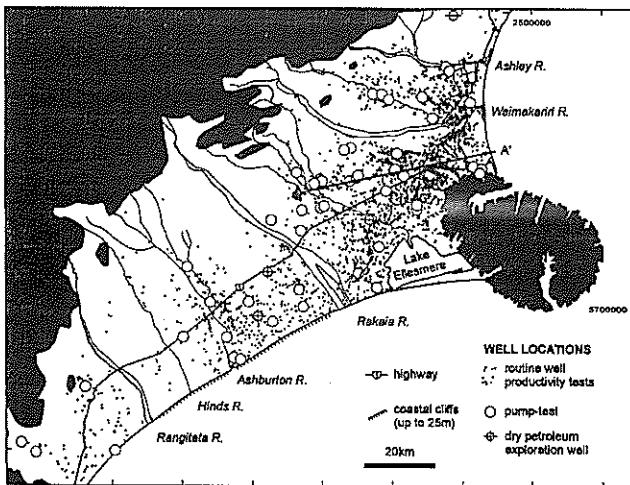 2500000
Ashley R.
Waimakariri R.
A'
Lake
Ellesmere
5700000
Rakaia R.
Ashburton R.
Hinds R.
Rangitata R.
highway
coastal cliffs
(up to 25m)
20km
WELL LOCATIONS
routine well
productivity tests
pump-test
dry petroleum
exploration well